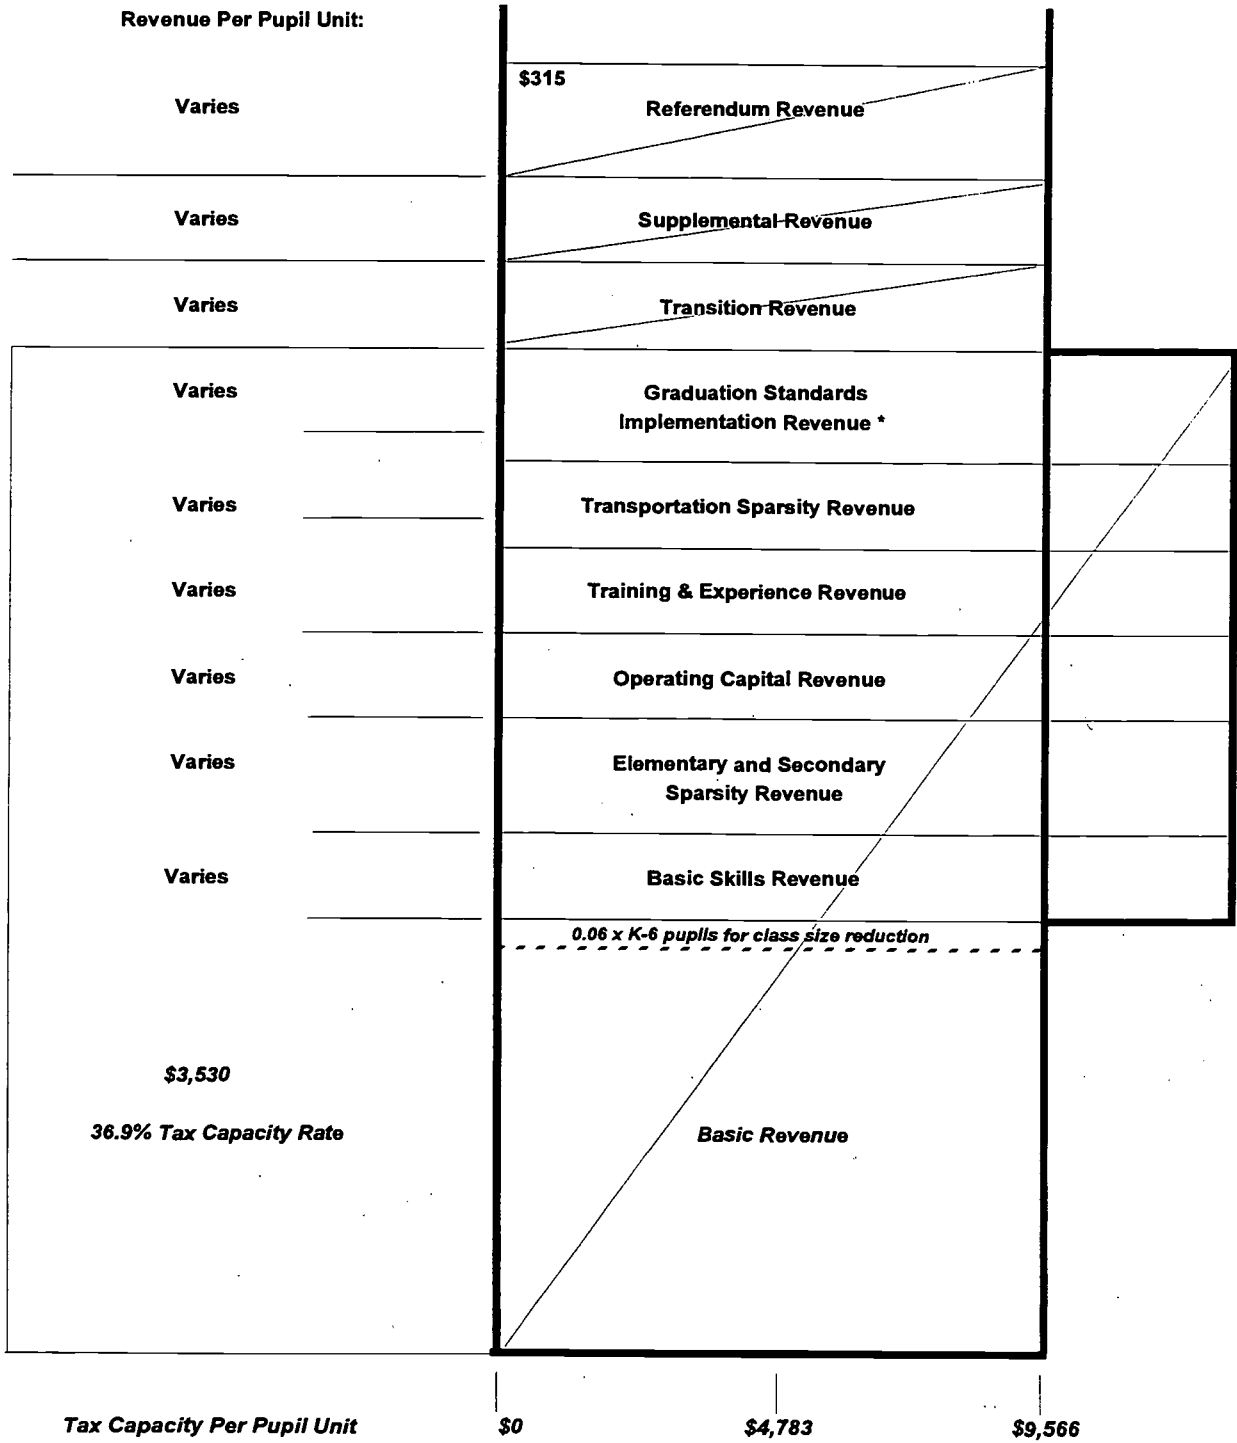 Revenue Per Pupil Unit:
$315
Varies
Referendum Revenue
Varies
Supplemental Revenue
Varies
Transition Revenue
Varies
Graduation Standards
Implementation Revenue *
Varies
Transportation Sparsity Revenue
Varies
Training & Experience Revenue
Varies
Operating Capital Revenue
Varies
Elementary and Secondary
Sparsity Revenue
Varies
Basic Skills Revenue
0.06 x K-6 pupils for class size reduction
$3,530
36.9% Tax Capacity Rate
Basic Revenue
Tax Capacity Per Pupil Unit
$0
$4,783
$9,566